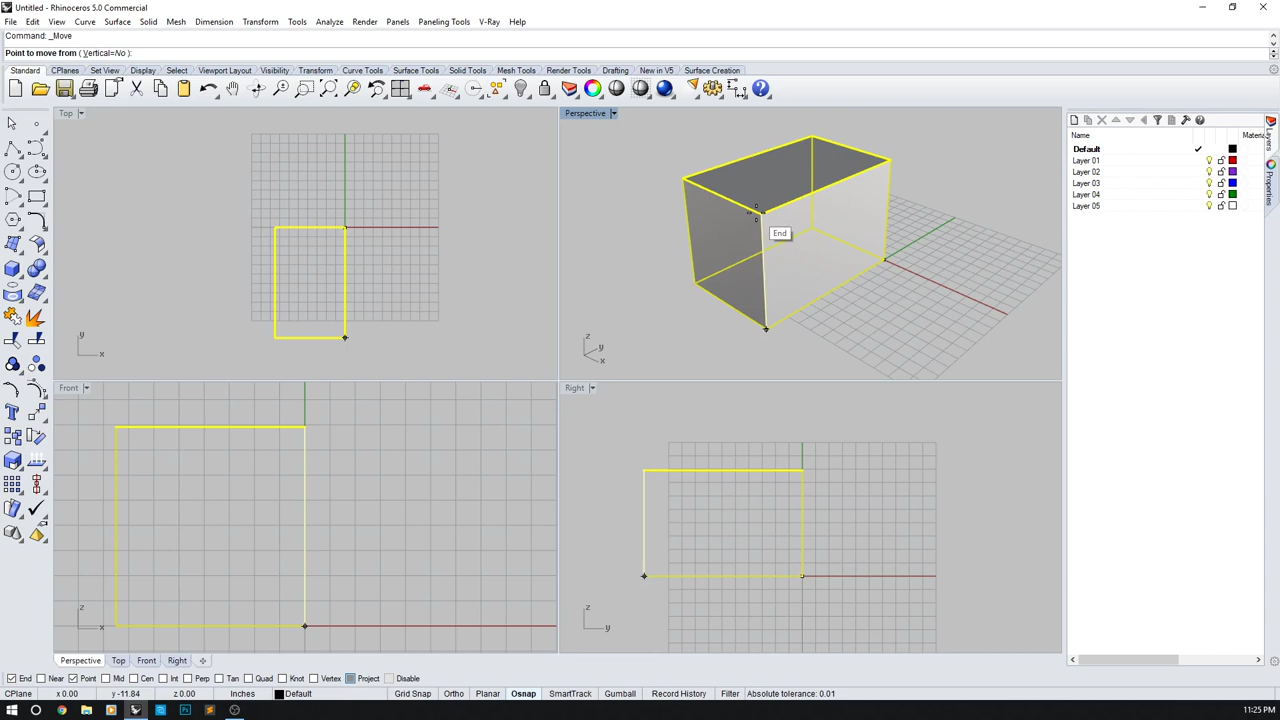 Untitled - Rhinoceros 5.0 Commercial
File Edit View Curve Surface Solid Mesh Dimension Transform Tools Analyze Render Panels Paneling Tools V-Ray Help
Command: _Move
Point to move from ( Vertical=No ):
Standard CPlanes Set View Display Select Viewport Layout Visibility Transform Curve Tools Surface Tools Solid Tools Mesh Tools Render Tools Drafting New in V5 Surface Creation
Top
Perspective
Name Materia
Default
Layer 01
Layer 02
Layer 03
Layer 04
Layer 05
Layers
Properties
End
y
x
z
y
x
Front
Right
z
x
z
y
Perspective Top Front Right
End Near Point Mid Cen Int Perp Tan Quad Knot Vertex Project Disable
CPlane x 0.00 y -11.84 z 0.00 Inches Default Grid Snap Ortho Planar Osnap SmartTrack Gumball Record History Filter Absolute tolerance: 0.01
11:25 PM